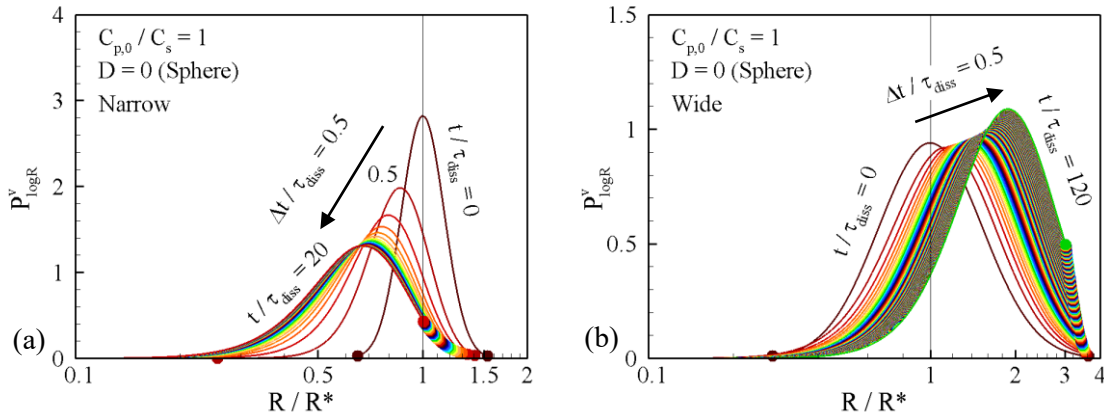 4
3
2
1
0
C_p,0 / C_s = 1
D = 0 (Sphere)
Narrow
Δt / τ_diss = 0.5
0.5
t / τ_diss = 0
t / τ_diss = 20
P^v_logR
(a)
0.1
0.5
1
1.5
2
R / R*
1.5
1
0.5
0
C_p,0 / C_s = 1
D = 0 (Sphere)
Wide
Δt / τ_diss = 0.5
t / τ_diss = 0
t / τ_diss = 120
P^v_logR
(b)
0.1
1
2
3
4
R / R*